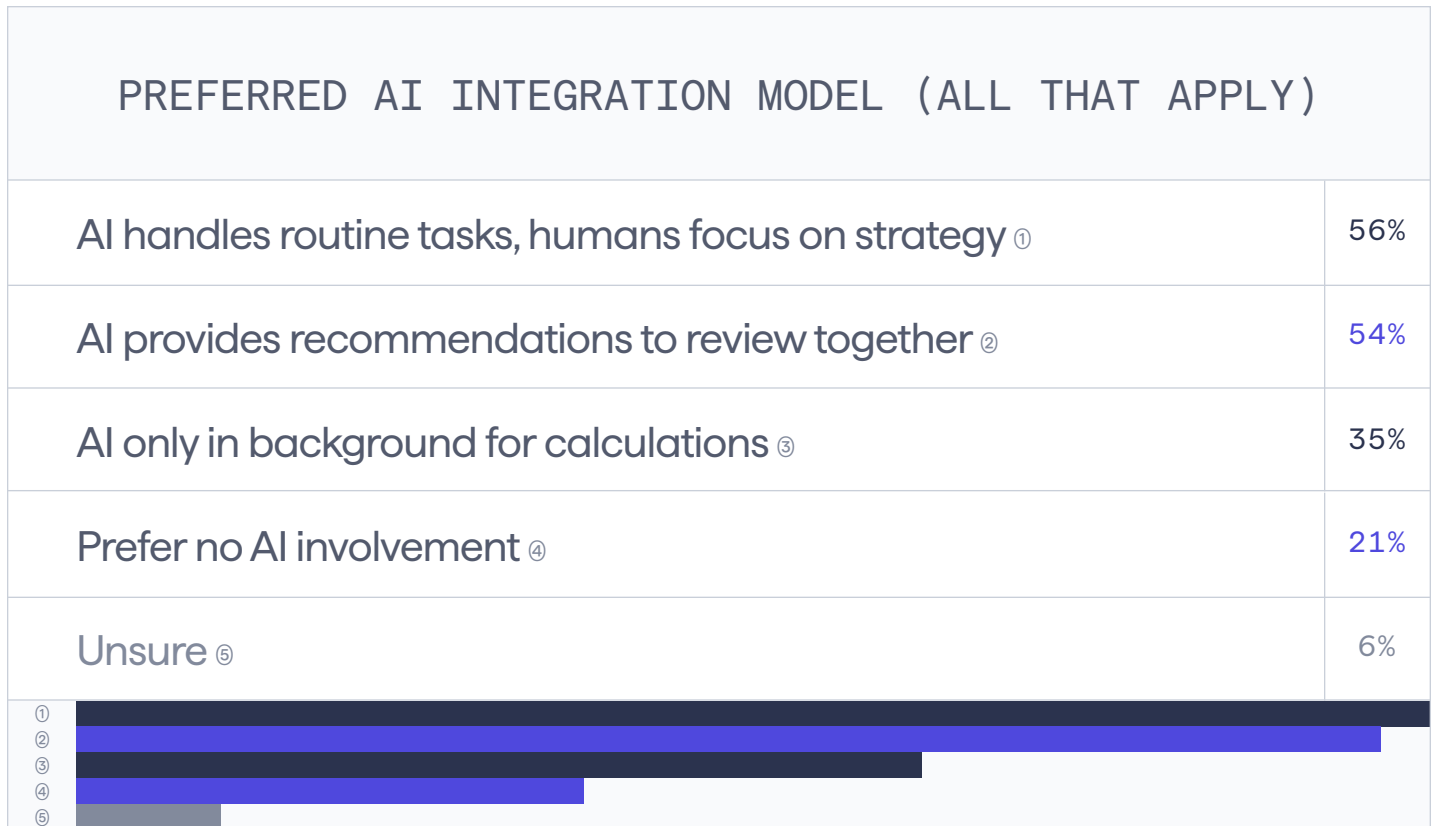 PREFERRED AI INTEGRATION MODEL (ALL THAT APPLY)
AI handles routine tasks, humans focus on strategy ① 56%
AI provides recommendations to review together ② 54%
AI only in background for calculations ③ 35%
Prefer no AI involvement ④ 21%
Unsure ⑤ 6%
①
②
③
④
⑤